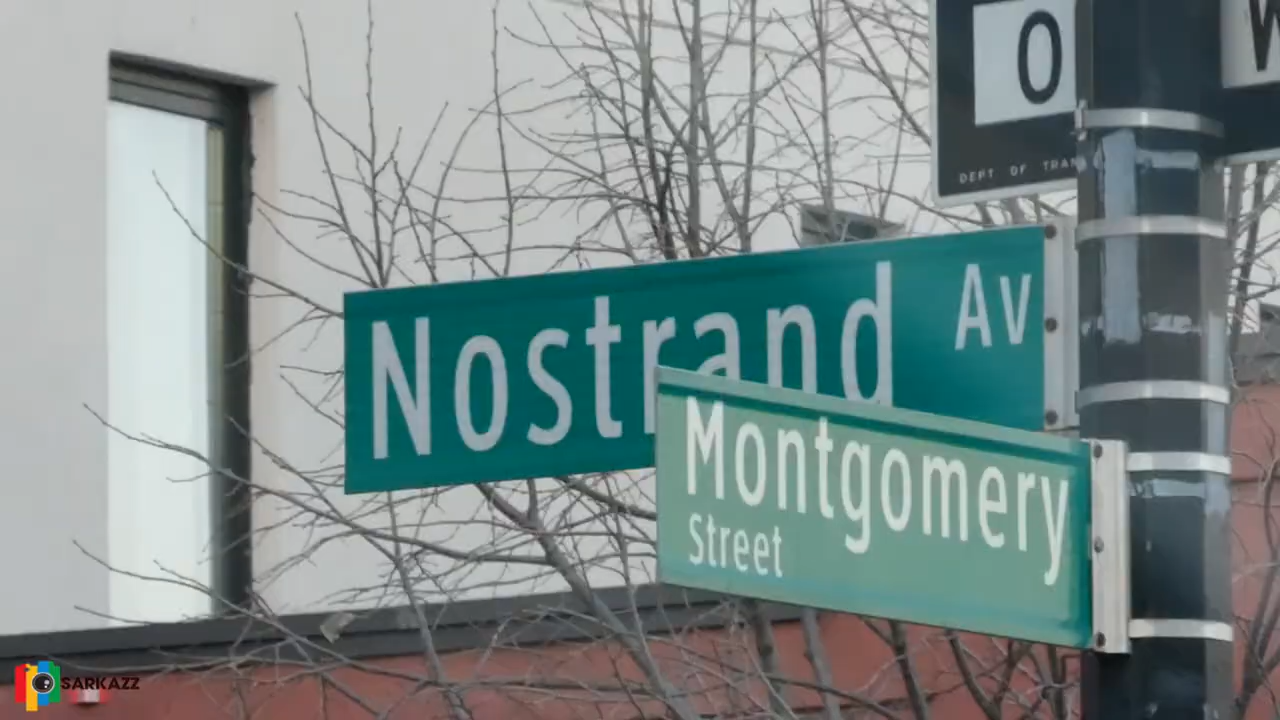 O
W
DEPT OF TRAN
Nostrand Av
Montgomery
Street
SARKAZZ